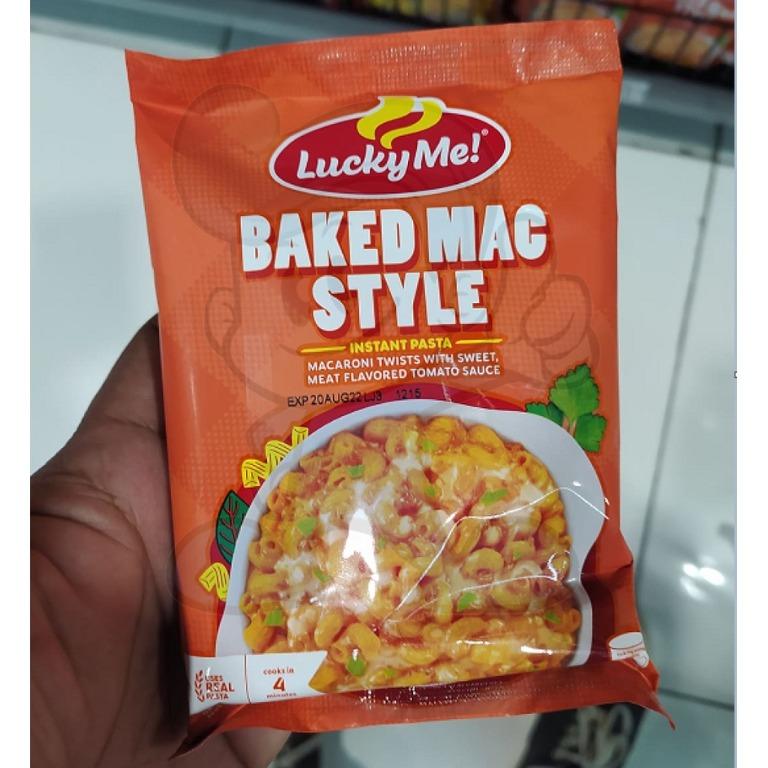 Lucky Me!®
BAKED MAC
STYLE
INSTANT PASTA
MACARONI TWISTS WITH SWEET,
MEAT FLAVORED TOMATO SAUCE
EXP 20AUG22 LJ3 1215
USES
REAL
PASTA
cooks in
4
minutes